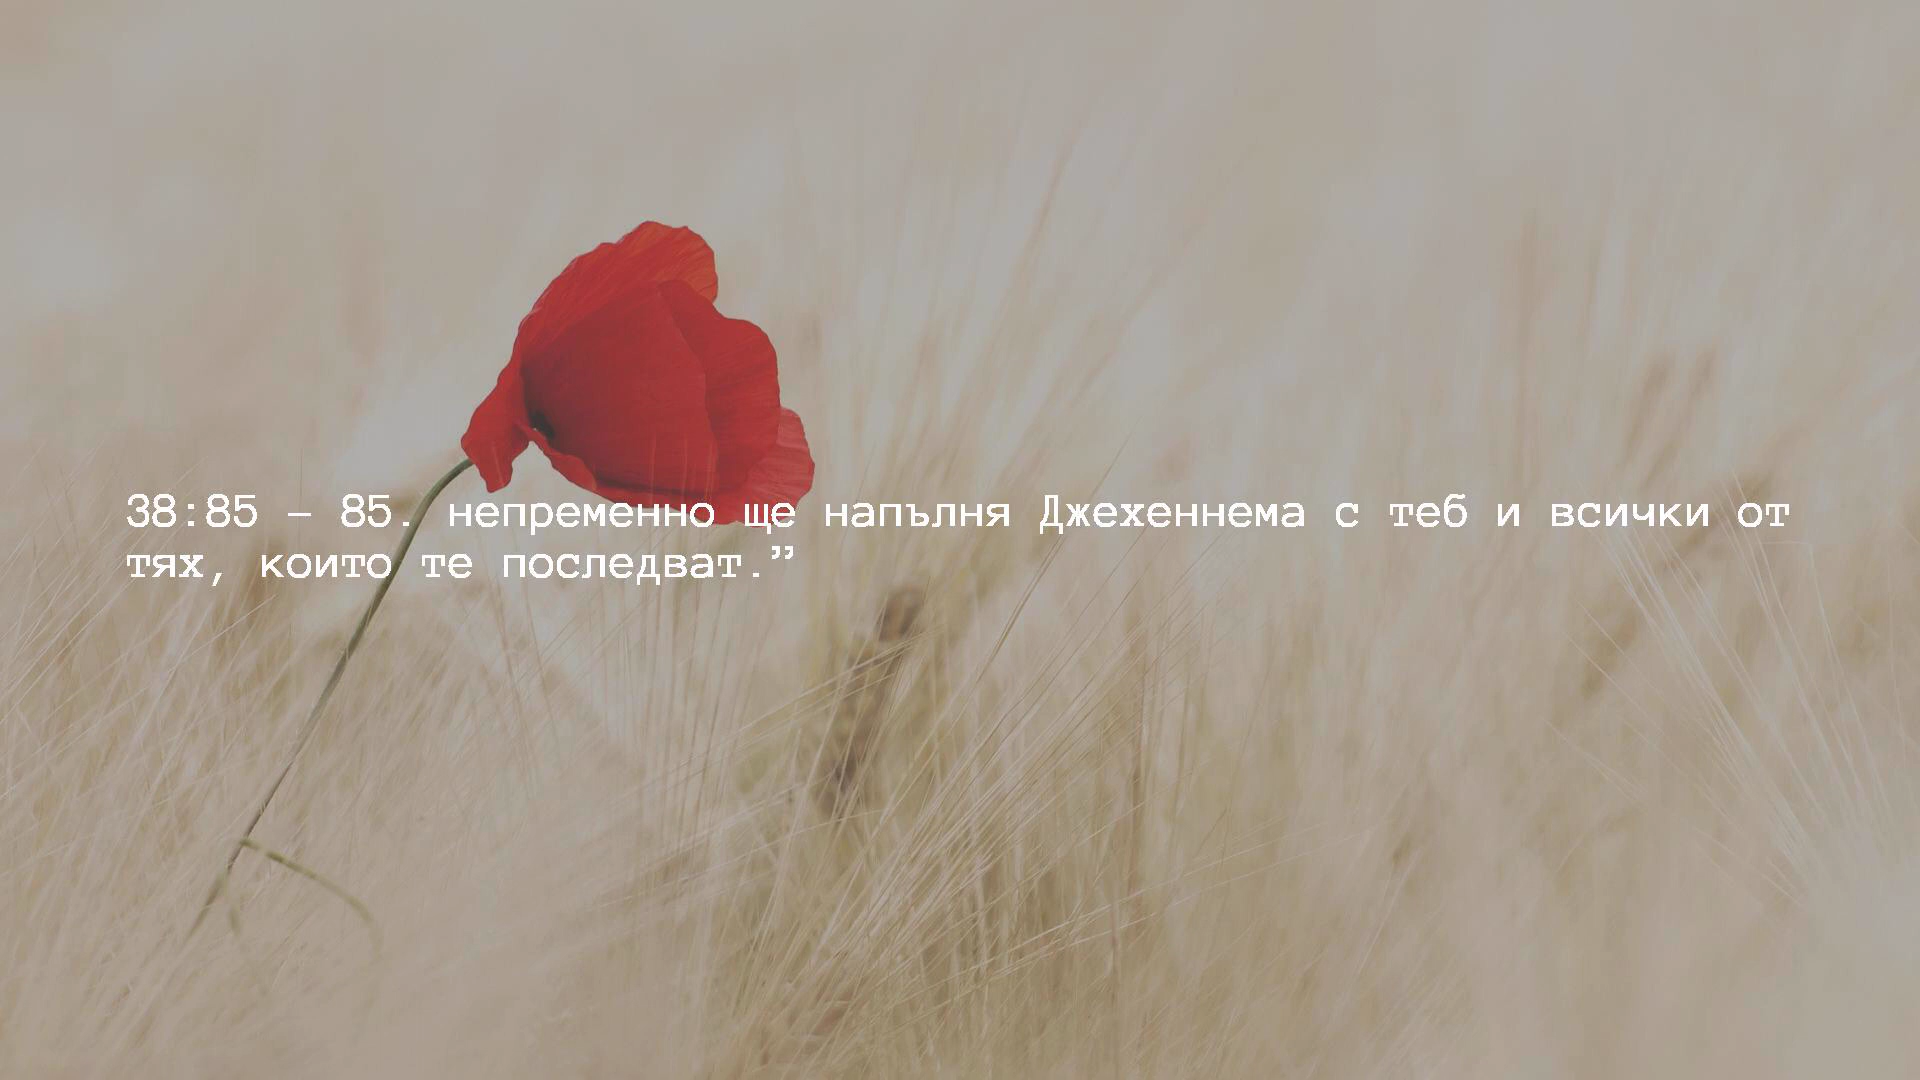 38:85 – 85. непременно ще напълня Джехеннема с теб и всички от
тях, които те последват.”